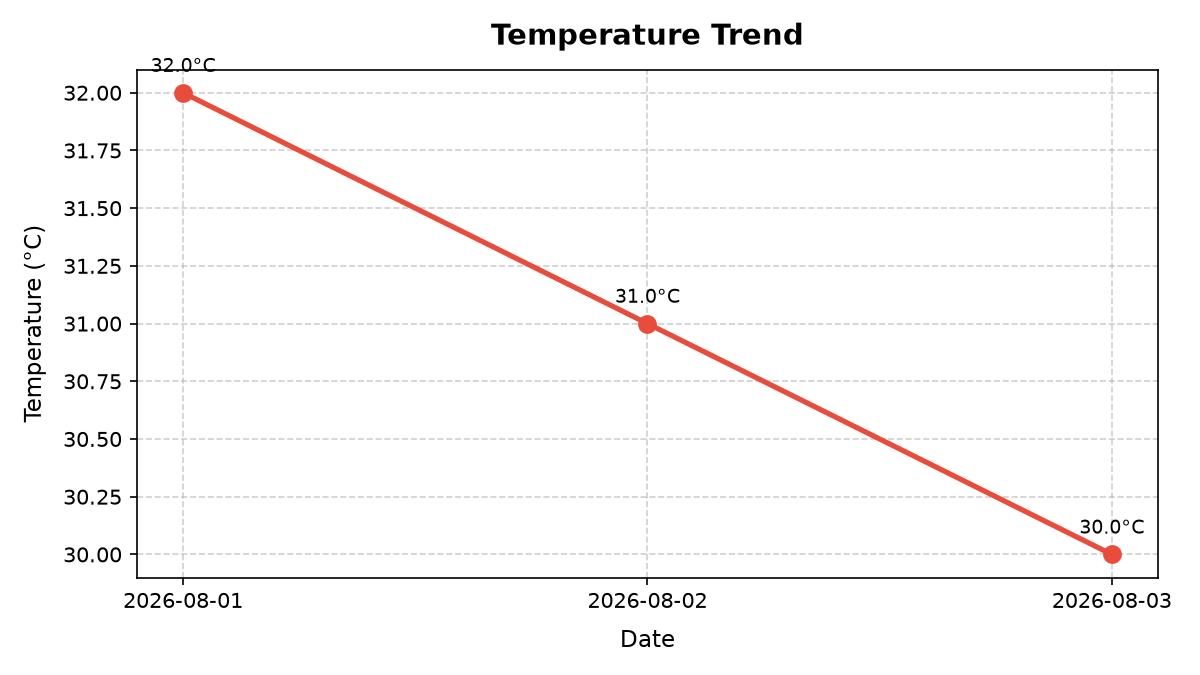 Temperature Trend
32.0°C
32.00
31.75
31.50
31.25
31.0°C
31.00
30.75
30.50
30.25
30.0°C
30.00
Temperature (°C)
2026-08-01 2026-08-02 2026-08-03
Date